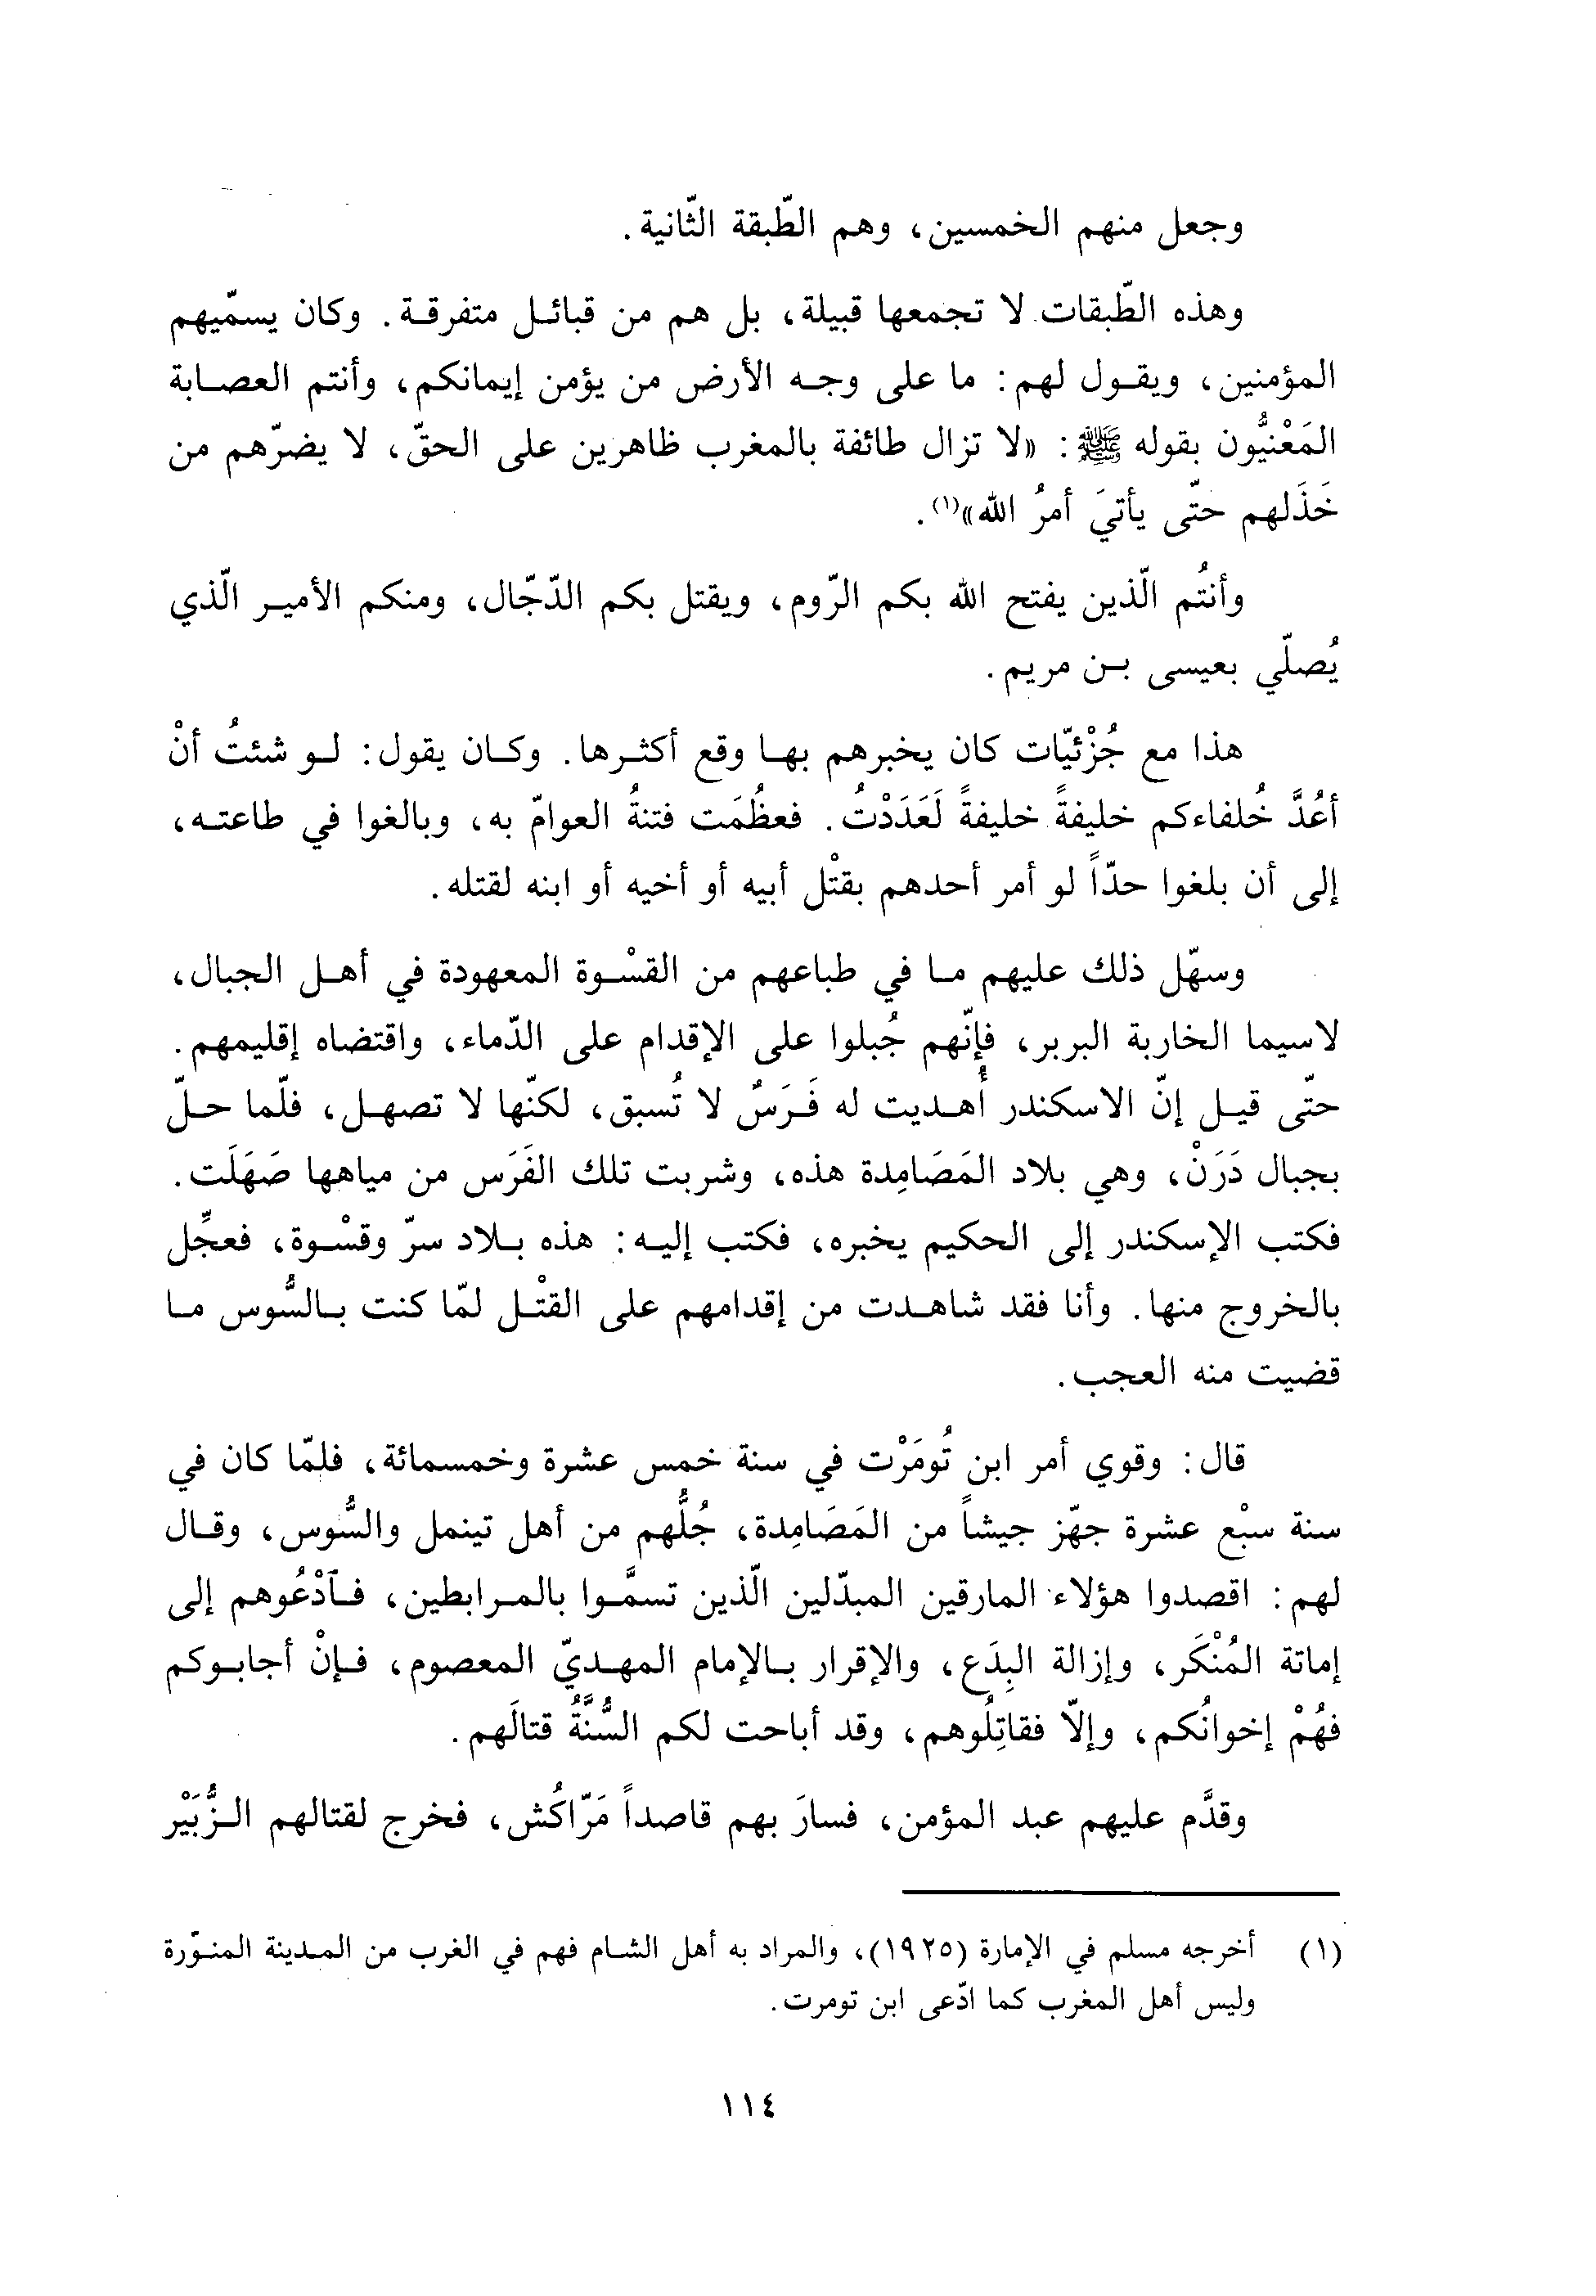 وجعل منهم الخمسين، وهم الطّبقة الثّانية.
وهذه الطّبقات لا تجمعها قبيلة، بل هم من قبائل متفرقة. وكان يسمّيهم
المؤمنين، ويقول لهم: ما على وجه الأرض من يؤمن إيمانكم، وأنتم العصابة
المَعْنيُّون بقوله ﷺ: «لا تزال طائفة بالمغرب ظاهرين على الحقّ، لا يضرّهم من
خَذَلهم حتّى يأتيَ أمرُ الله»(١).
وأنتُم الّذين يفتح الله بكم الرّوم، ويقتل بكم الدّجّال، ومنكم الأمير الّذي
يُصلّي بعيسى بن مريم.
هذا مع جُزْئيّات كان يخبرهم بها وقع أكثرها. وكان يقول: لو شئتُ أنْ
أعُدَّ خُلفاءكم خليفةً خليفةً لَعَدَدْتُ. فعظُمَت فتنةُ العوامّ به، وبالغوا في طاعته،
إلى أن بلغوا حدّاً لو أمر أحدهم بقتْل أبيه أو أخيه أو ابنه لقتله.
وسهّل ذلك عليهم ما في طباعهم من القسْوة المعهودة في أهل الجبال،
لاسيما الخاربة البربر، فإنّهم جُبلوا على الإقدام على الدّماء، واقتضاه إقليمهم.
حتّى قيل إنّ الاسكندر أُهديت له فَرَسٌ لا تُسبق، لكنّها لا تصهل، فلّما حلّ
بجبال دَرَنْ، وهي بلاد المَصَامِدة هذه، وشربت تلك الفَرَس من مياهها صَهَلَت.
فكتب الإسكندر إلى الحكيم يخبره، فكتب إليه: هذه بلاد سرّ وقسْوة، فعجِّل
بالخروج منها. وأنا فقد شاهدت من إقدامهم على القتْل لمّا كنت بالسُّوس ما
قضيت منه العجب.
قال: وقوي أمر ابن تُومَرْت في سنة خمس عشرة وخمسمائة، فلمّا كان في
سنة سبْع عشرة جهّز جيشاً من المَصَامِدة، جُلُّهم من أهل تينمل والسُّوس، وقال
لهم: اقصدوا هؤلاء المارقين المبدّلين الّذين تسمَّوا بالمرابطين، فآدْعُوهم إلى
إماتة المُنْكَر، وإزالة البِدَع، والإقرار بالإمام المهديّ المعصوم، فإنْ أجابوكم
فهُمْ إخوانُكم، وإلاّ فقاتِلُوهم، وقد أباحت لكم السُّنَّةُ قتالَهم.
وقدَّم عليهم عبد المؤمن، فسارَ بهم قاصداً مَرّاكُش، فخرج لقتالهم الزُّبَيْر
(١) أخرجه مسلم في الإمارة (١٩٢٥)، والمراد به أهل الشام فهم في الغرب من المدينة المنوّرة
وليس أهل المغرب كما ادّعى ابن تومرت.
١١٤